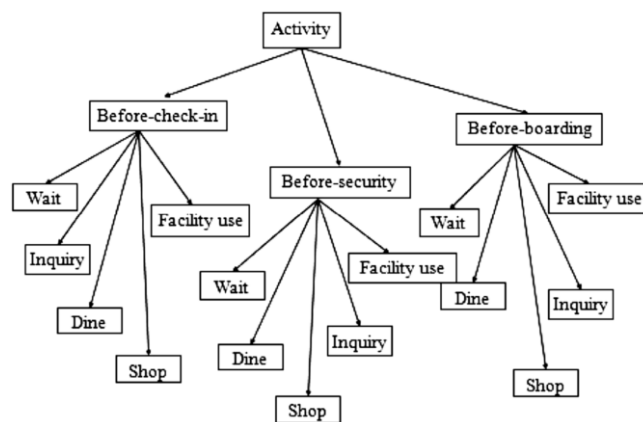 Activity
Before-check-in
Before-boarding
Before-security
Wait
Facility use
Inquiry
Dine
Shop
Wait
Facility use
Dine
Inquiry
Shop
Wait
Facility use
Dine
Inquiry
Shop